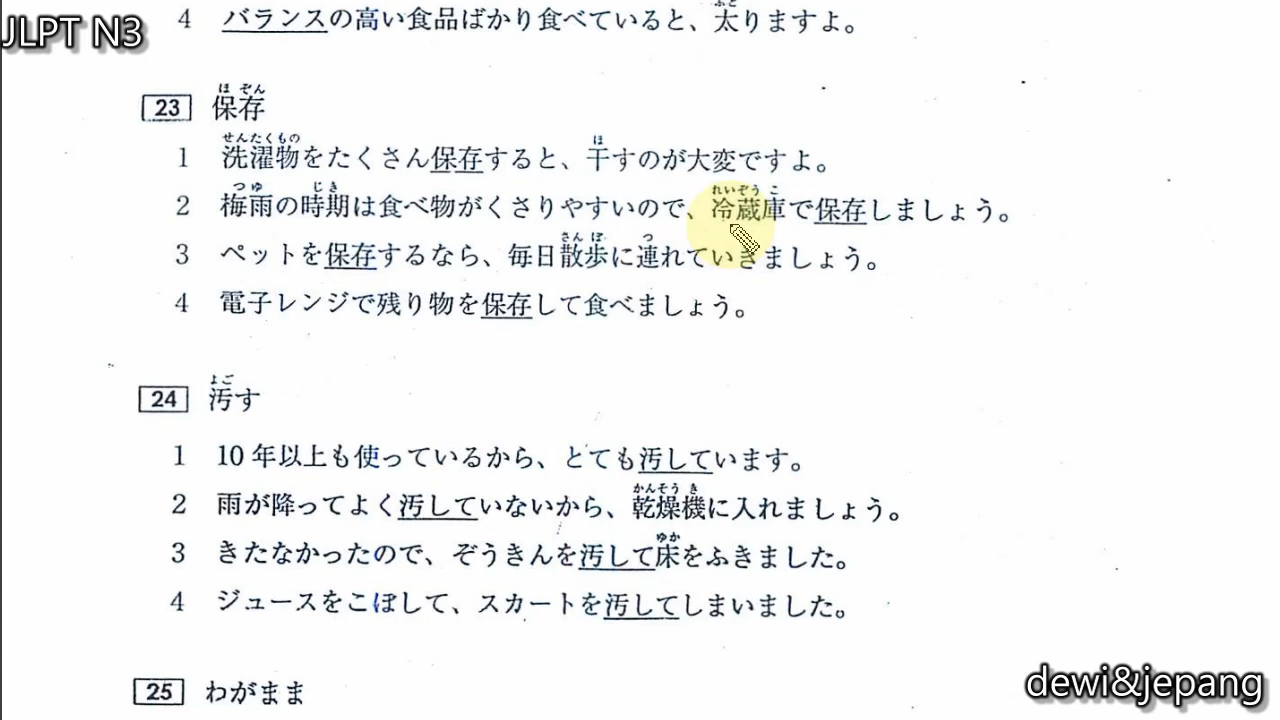 4 バランスの高い食品ばかり食べていると、太りますよ。
JLPT N3
23 保存
1 洗濯物をたくさん保存すると、干すのが大変ですよ。
2 梅雨の時期は食べ物がくさりやすいので、冷蔵庫で保存しましょう。
3 ペットを保存するなら、毎日散歩に連れていきましょう。
4 電子レンジで残り物を保存して食べましょう。
24 汚す
1 10年以上も使っているから、とても汚しています。
2 雨が降ってよく汚していないから、乾燥機に入れましょう。
3 きたなかったので、ぞうきんを汚して床をふきました。
4 ジュースをこぼして、スカートを汚してしまいました。
25 わがまま
dewi&jepang